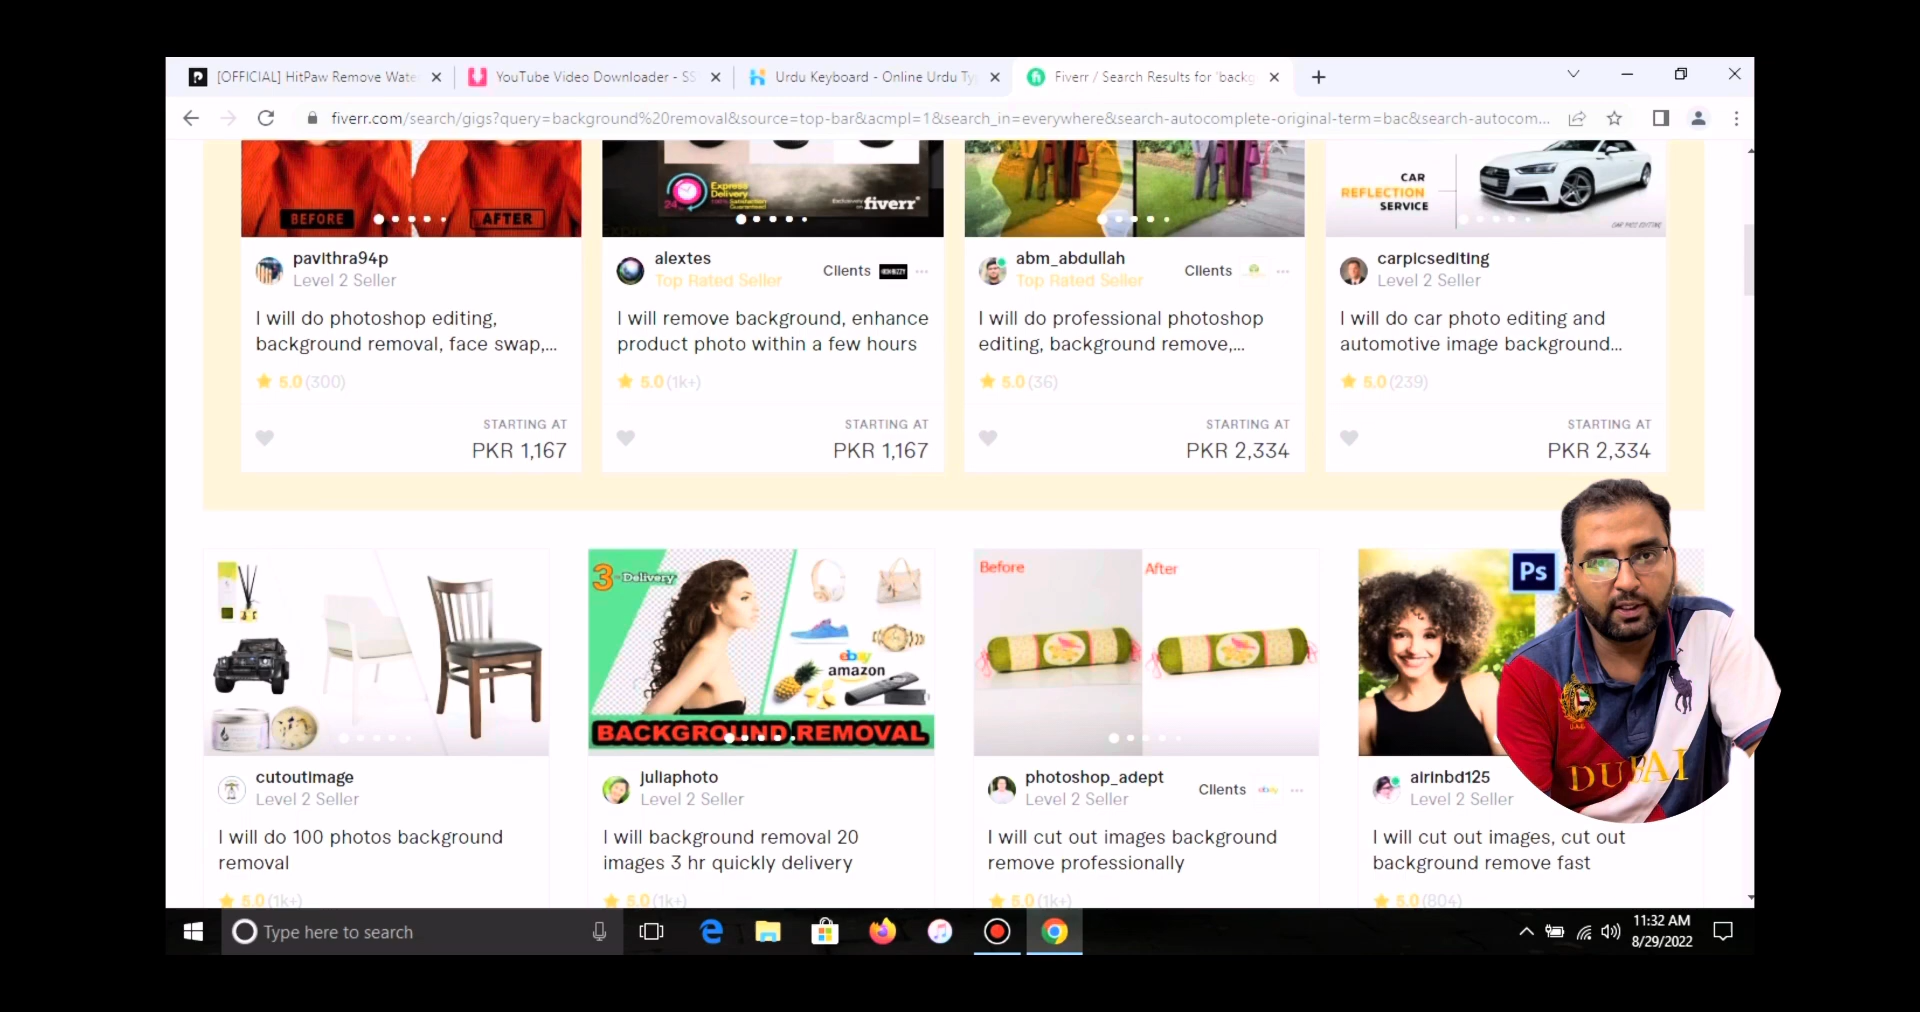 [OFFICIAL] HitPaw Remove Wate
YouTube Video Downloader - SS
Urdu Keyboard - Online Urdu Ty
Fiverr / Search Results for 'backg
fiverr.com/search/gigs?query=background%20removal&source=top-bar&acmpl=1&search_in=everywhere&search-autocomplete-original-term=bac&search-autocom...
BEFORE
AFTER
24
Express
Delivery
100% Satisfaction
Guaranteed
Exclusively on fiverr
CAR
REFLECTION
SERVICE
pavithra94p
Level 2 Seller
alextes
Top Rated Seller
Clients
abm_abdullah
Top Rated Seller
Clients
carpicsediting
Level 2 Seller
I will do photoshop editing,
background removal, face swap,...
I will remove background, enhance
product photo within a few hours
I will do professional photoshop
editing, background remove,...
I will do car photo editing and
automotive image background...
5.0 (300)
5.0 (1k+)
5.0 (36)
5.0 (239)
STARTING AT
PKR 1,167
STARTING AT
PKR 1,167
STARTING AT
PKR 2,334
STARTING AT
PKR 2,334
3 - Delivery
ebay
amazon
BACKGROUND REMOVAL
Before
After
Ps
DUBAI
cutoutimage
Level 2 Seller
juliaphoto
Level 2 Seller
photoshop_adept
Level 2 Seller
Clients
ebay
airinbd125
Level 2 Seller
I will do 100 photos background
removal
I will background removal 20
images 3 hr quickly delivery
I will cut out images background
remove professionally
I will cut out images, cut out
background remove fast
5.0 (1k+)
5.0 (1k+)
5.0 (1k+)
5.0 (804)
Type here to search
11:32 AM
8/29/2022